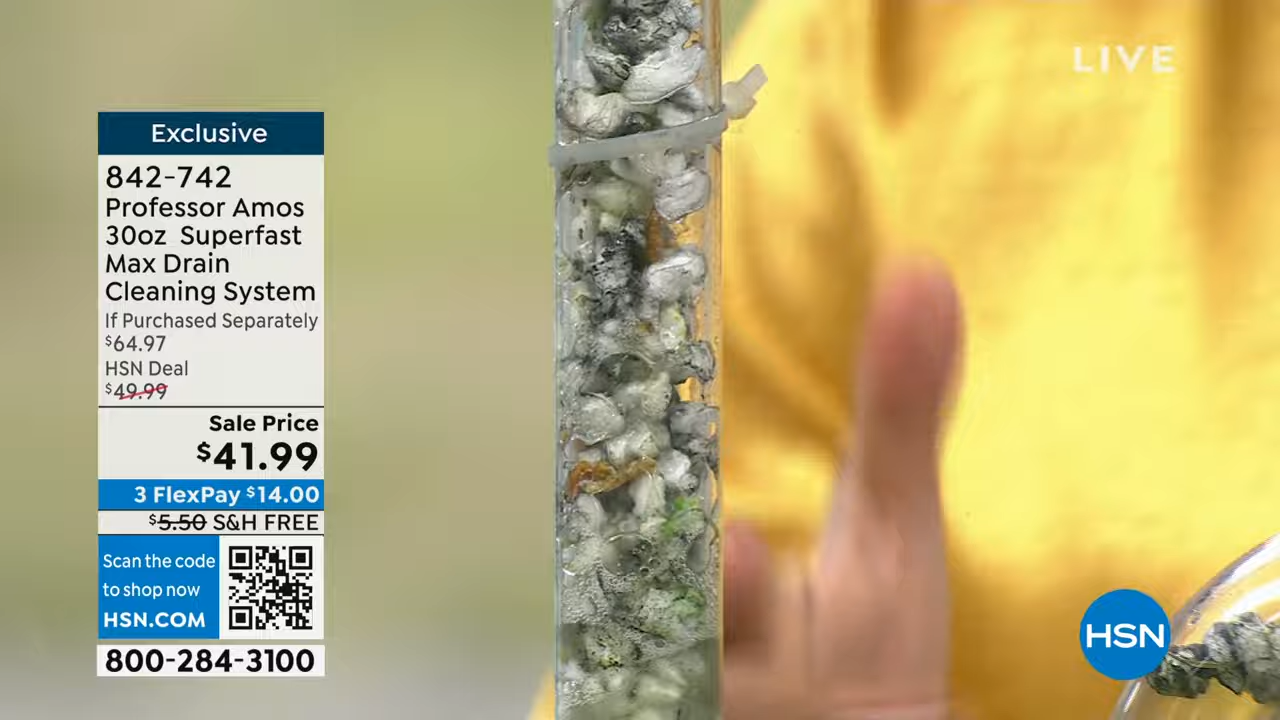 LIVE
Exclusive
842-742
Professor Amos
30oz Superfast
Max Drain
Cleaning System
If Purchased Separately
$64.97
HSN Deal
$49.99
Sale Price
$41.99
3 FlexPay $14.00
$5.50 S&H FREE
Scan the code
to shop now
HSN.COM
800-284-3100
HSN